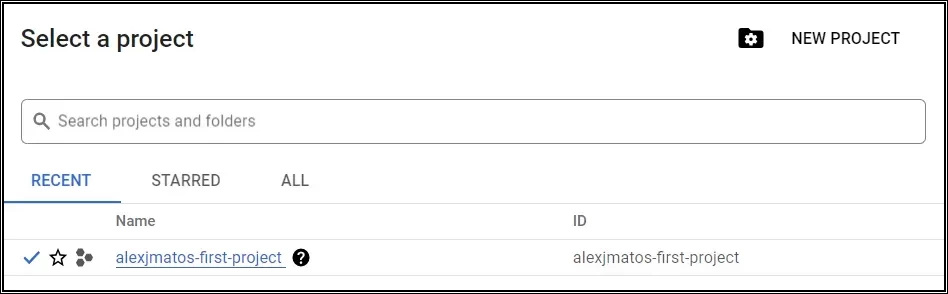 Select a project
NEW PROJECT
Search projects and folders
RECENT STARRED ALL
Name ID
alexjmatos-first-project ? alexjmatos-first-project